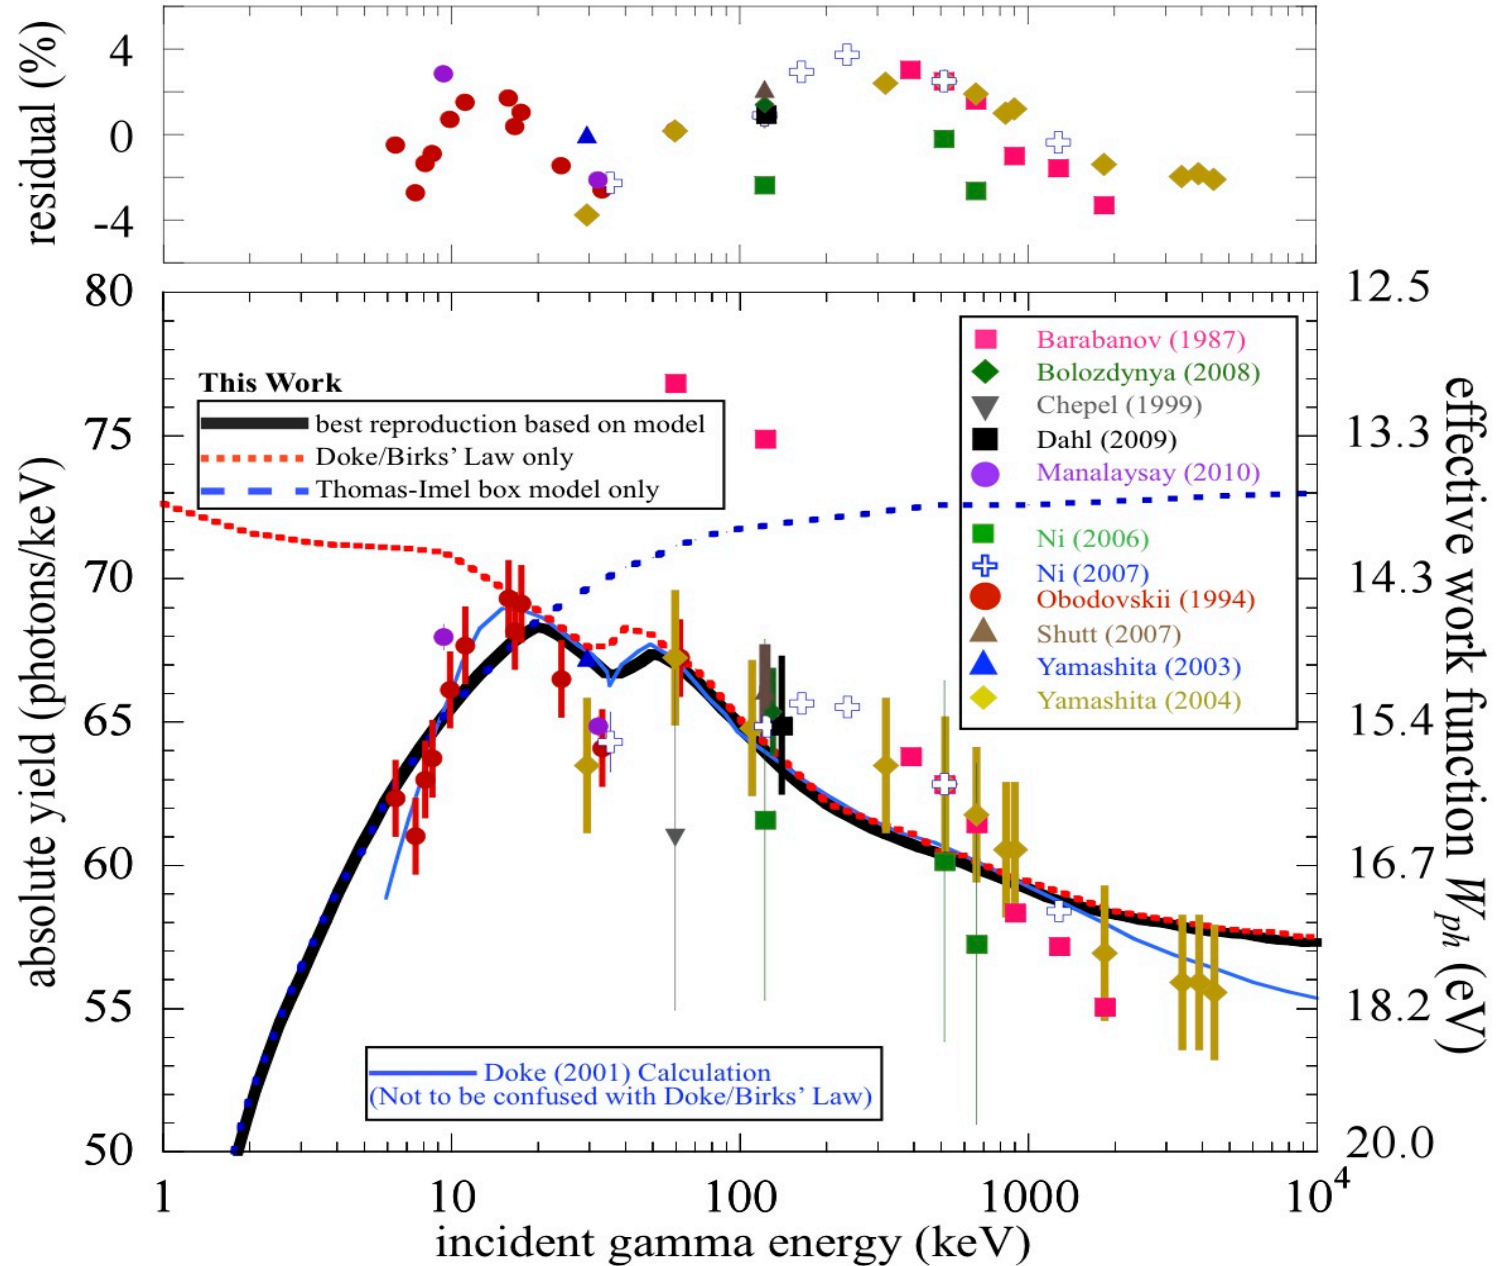 residual (%)
4
0
-4
80
75
70
65
60
55
50
absolute yield (photons/keV)
12.5
13.3
14.3
15.4
16.7
18.2
20.0
effective work function Wph (eV)
This Work
best reproduction based on model
Doke/Birks' Law only
Thomas-Imel box model only
Barabanov (1987)
Bolozdynya (2008)
Chepel (1999)
Dahl (2009)
Manalaysay (2010)
Ni (2006)
Ni (2007)
Obodovskii (1994)
Shutt (2007)
Yamashita (2003)
Yamashita (2004)
Doke (2001) Calculation
(Not to be confused with Doke/Birks' Law)
1 10 100 1000 10⁴
incident gamma energy (keV)